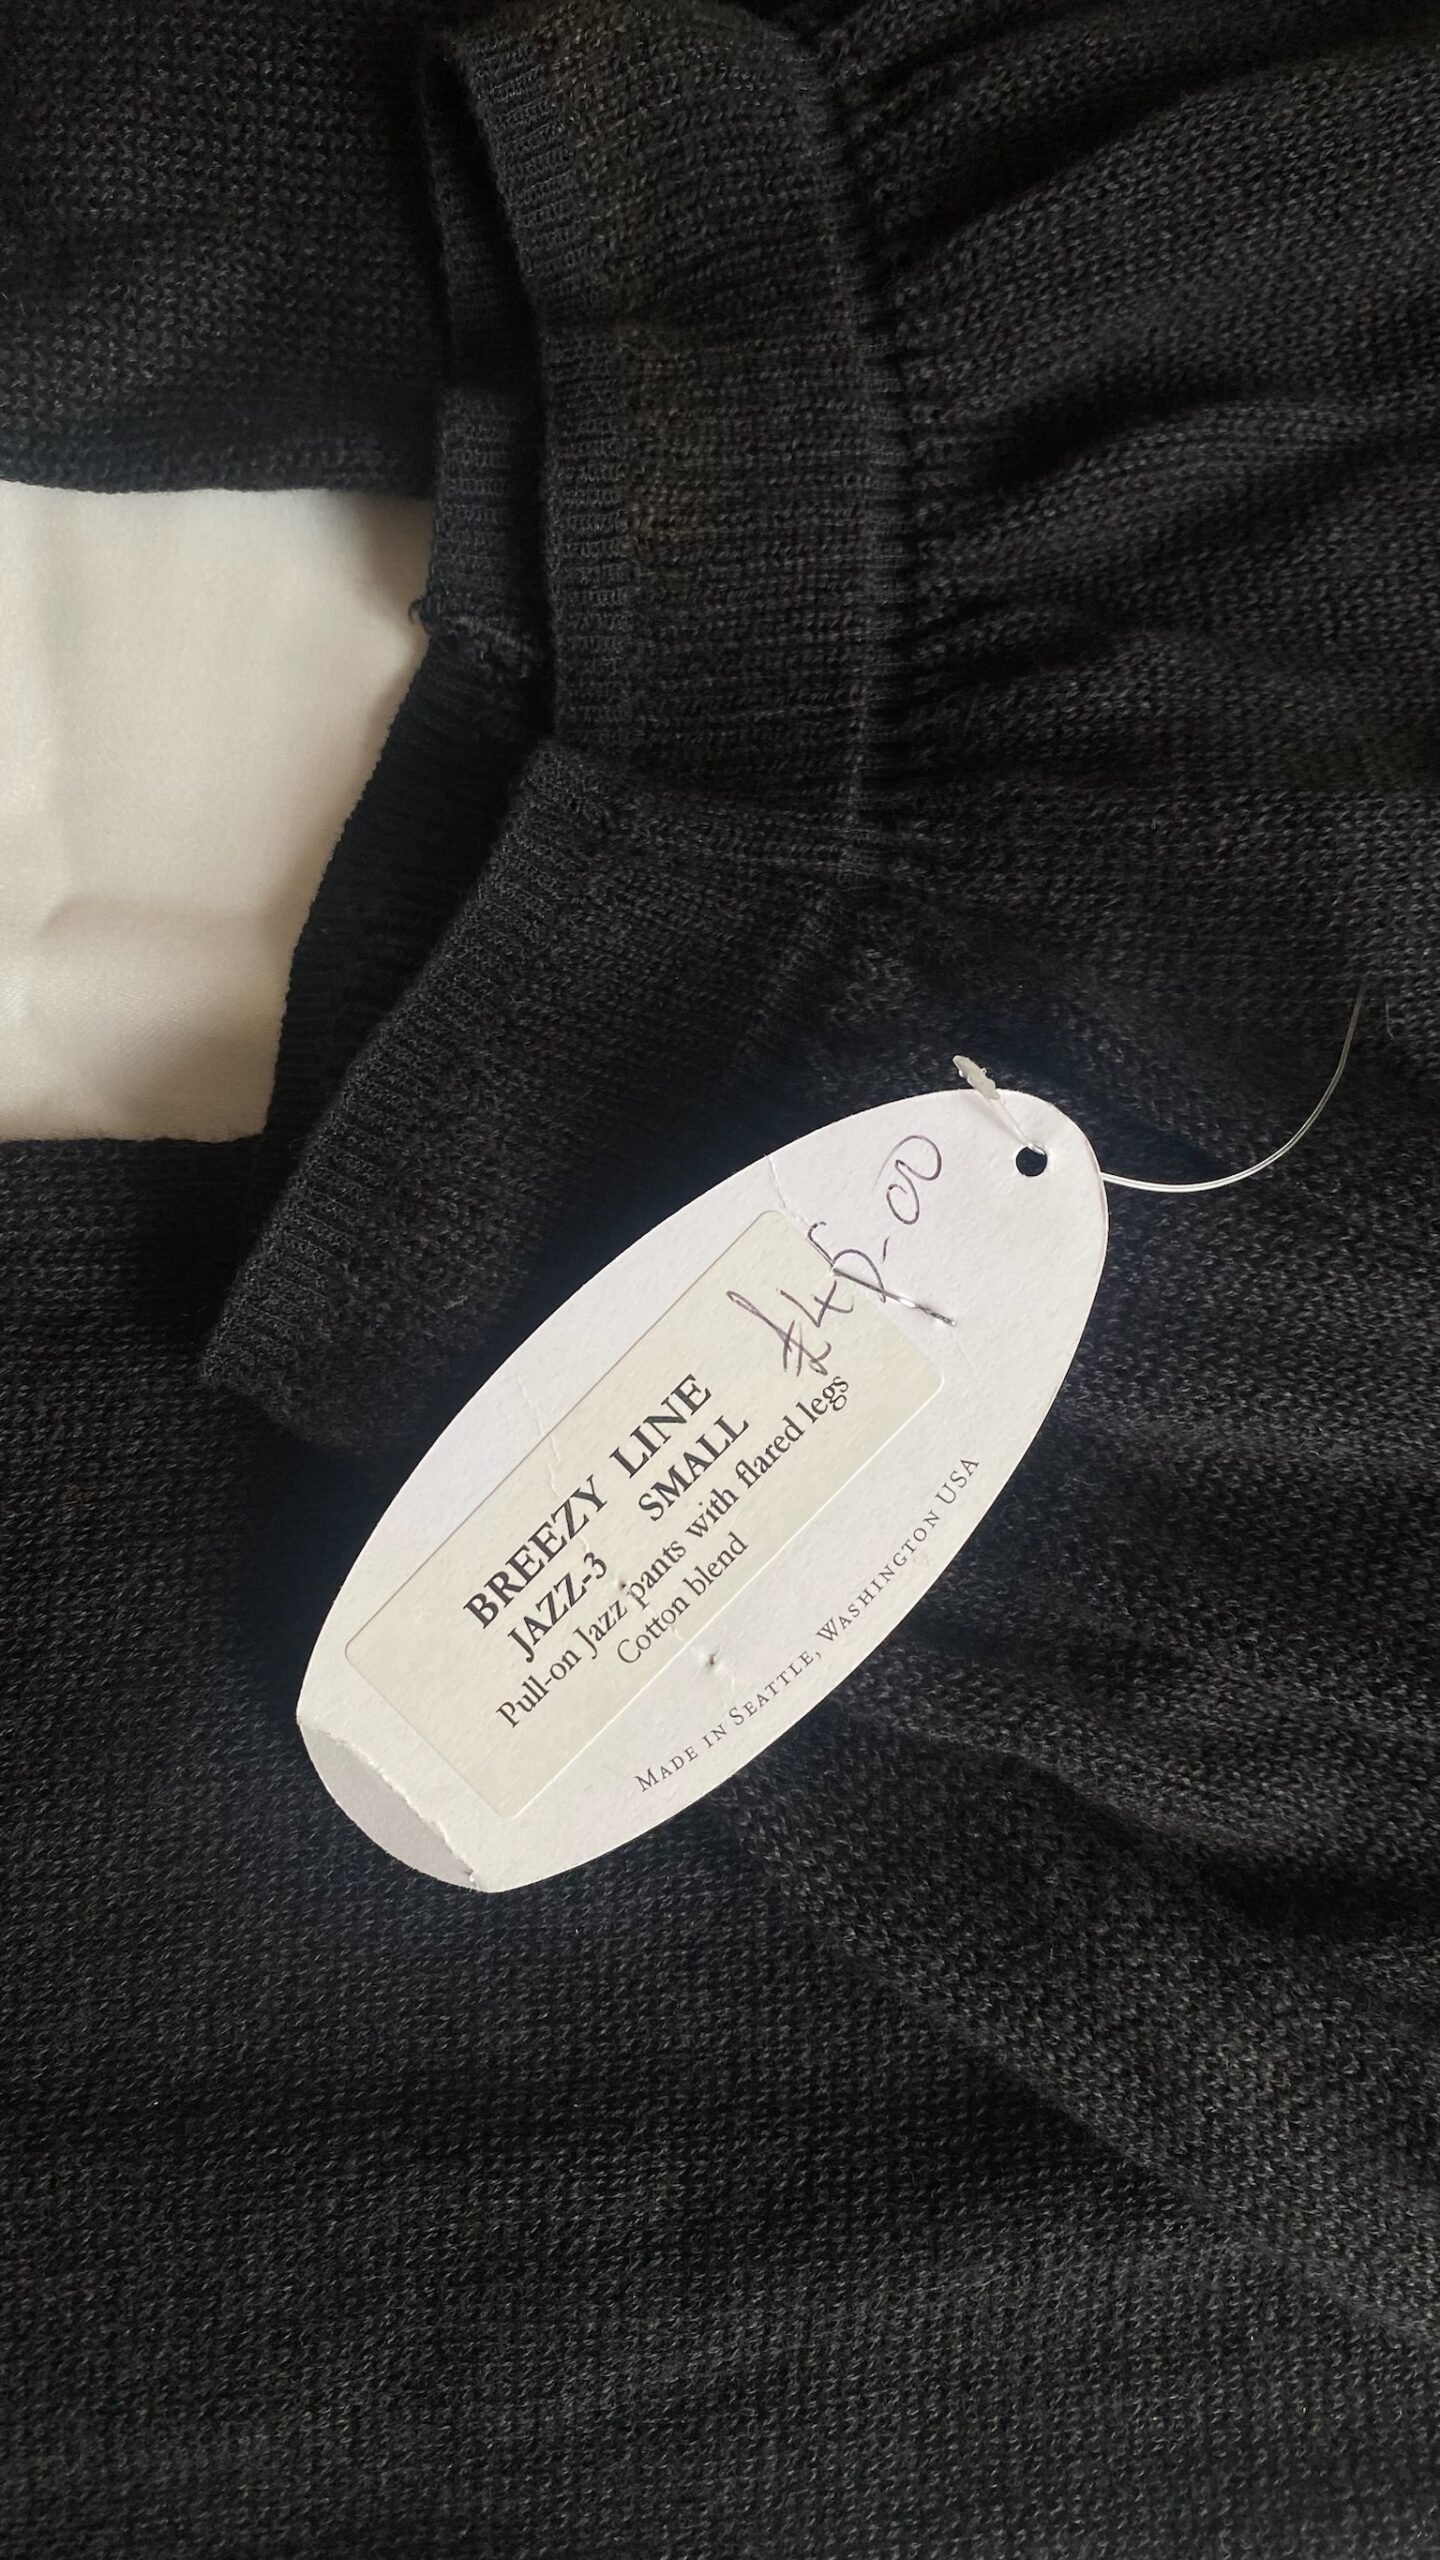 £45-00
BREEZY LINE
JAZZ-3 SMALL
Pull-on Jazz pants with flared legs
Cotton blend
MADE IN SEATTLE, WASHINGTON USA